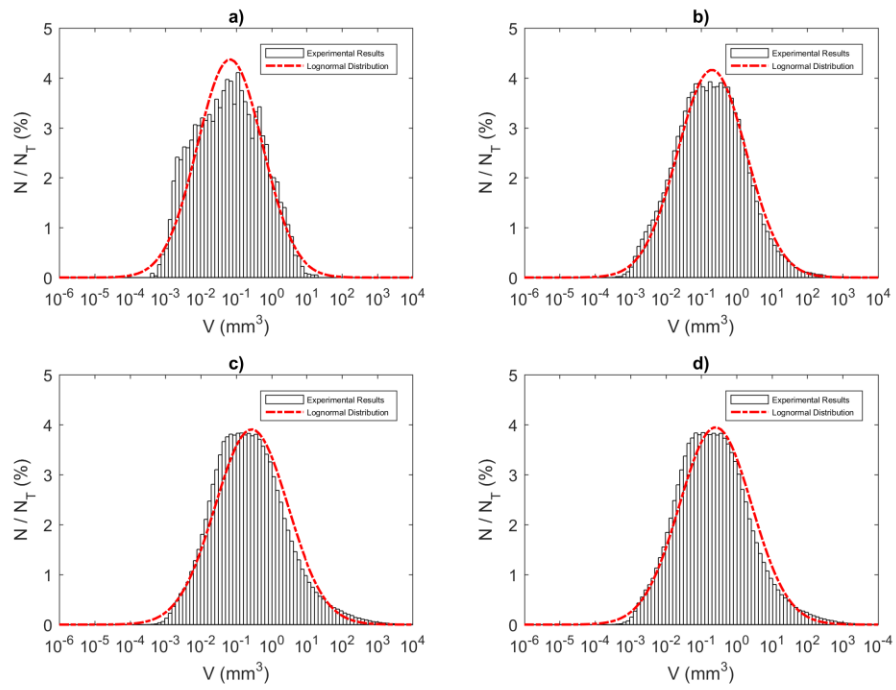 a)
5
4
3
2
1
0
N / N_T (%)
Experimental Results
Lognormal Distribution
10^-6 10^-5 10^-4 10^-3 10^-2 10^-1 10^0 10^1 10^2 10^3 10^4
V (mm^3)
b)
5
4
3
2
1
0
N / N_T (%)
Experimental Results
Lognormal Distribution
10^-6 10^-5 10^-4 10^-3 10^-2 10^-1 10^0 10^1 10^2 10^3 10^4
V (mm^3)
c)
5
4
3
2
1
0
N / N_T (%)
Experimental Results
Lognormal Distribution
10^-6 10^-5 10^-4 10^-3 10^-2 10^-1 10^0 10^1 10^2 10^3 10^4
V (mm^3)
d)
5
4
3
2
1
0
N / N_T (%)
Experimental Results
Lognormal Distribution
10^-6 10^-5 10^-4 10^-3 10^-2 10^-1 10^0 10^1 10^2 10^3 10^-4
V (mm^3)